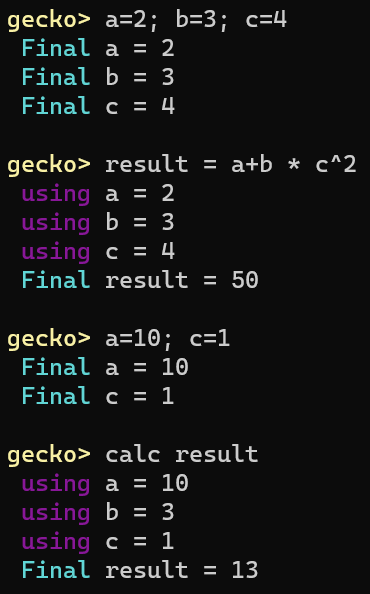 gecko> a=2; b=3; c=4
Final a = 2
Final b = 3
Final c = 4
gecko> result = a+b * c^2
using a = 2
using b = 3
using c = 4
Final result = 50
gecko> a=10; c=1
Final a = 10
Final c = 1
gecko> calc result
using a = 10
using b = 3
using c = 1
Final result = 13